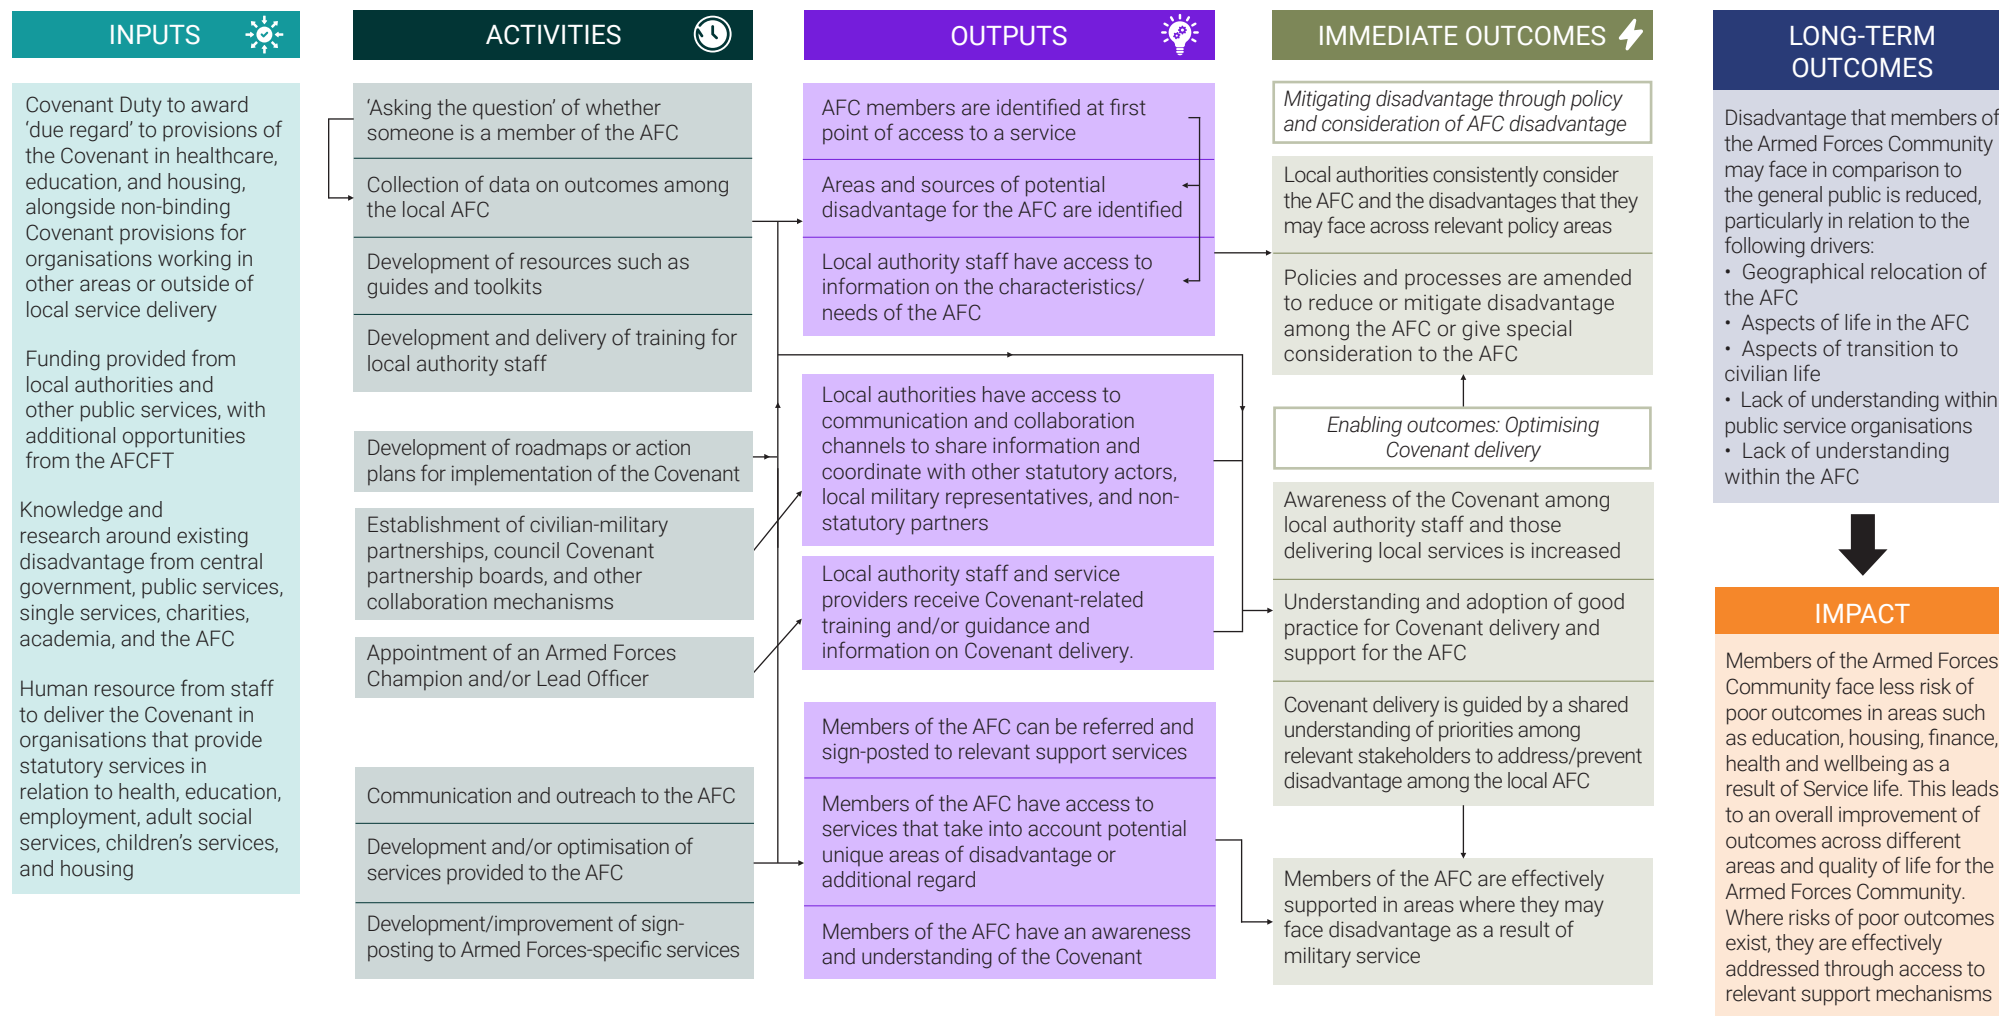 INPUTS
Covenant Duty to award
‘due regard’ to provisions of
the Covenant in healthcare,
education, and housing,
alongside non-binding
Covenant provisions for
organisations working in
other areas or outside of
local service delivery
Funding provided from
local authorities and
other public services, with
additional opportunities
from the AFCFT
Knowledge and
research around existing
disadvantage from central
government, public services,
single services, charities,
academia, and the AFC
Human resource from staff
to deliver the Covenant in
organisations that provide
statutory services in
relation to health, education,
employment, adult social
services, children’s services,
and housing
ACTIVITIES
‘Asking the question’ of whether
someone is a member of the AFC
Collection of data on outcomes among
the local AFC
Development of resources such as
guides and toolkits
Development and delivery of training for
local authority staff
Development of roadmaps or action
plans for implementation of the Covenant
Establishment of civilian-military
partnerships, council Covenant
partnership boards, and other
collaboration mechanisms
Appointment of an Armed Forces
Champion and/or Lead Officer
Communication and outreach to the AFC
Development and/or optimisation of
services provided to the AFC
Development/improvement of sign-
posting to Armed Forces-specific services
OUTPUTS
AFC members are identified at first
point of access to a service
Areas and sources of potential
disadvantage for the AFC are identified
Local authority staff have access to
information on the characteristics/
needs of the AFC
Local authorities have access to
communication and collaboration
channels to share information and
coordinate with other statutory actors,
local military representatives, and non-
statutory partners
Local authority staff and service
providers receive Covenant-related
training and/or guidance and
information on Covenant delivery.
Members of the AFC can be referred and
sign-posted to relevant support services
Members of the AFC have access to
services that take into account potential
unique areas of disadvantage or
additional regard
Members of the AFC have an awareness
and understanding of the Covenant
IMMEDIATE OUTCOMES
Mitigating disadvantage through policy
and consideration of AFC disadvantage
Local authorities consistently consider
the AFC and the disadvantages that they
may face across relevant policy areas
Policies and processes are amended
to reduce or mitigate disadvantage
among the AFC or give special
consideration to the AFC
Enabling outcomes: Optimising
Covenant delivery
Awareness of the Covenant among
local authority staff and those
delivering local services is increased
Understanding and adoption of good
practice for Covenant delivery and
support for the AFC
Covenant delivery is guided by a shared
understanding of priorities among
relevant stakeholders to address/prevent
disadvantage among the local AFC
Members of the AFC are effectively
supported in areas where they may
face disadvantage as a result of
military service
LONG-TERM
OUTCOMES
Disadvantage that members of
the Armed Forces Community
may face in comparison to
the general public is reduced,
particularly in relation to the
following drivers:
• Geographical relocation of
the AFC
• Aspects of life in the AFC
• Aspects of transition to
civilian life
• Lack of understanding within
public service organisations
• Lack of understanding
within the AFC
IMPACT
Members of the Armed Forces
Community face less risk of
poor outcomes in areas such
as education, housing, finance,
health and wellbeing as a
result of Service life. This leads
to an overall improvement of
outcomes across different
areas and quality of life for the
Armed Forces Community.
Where risks of poor outcomes
exist, they are effectively
addressed through access to
relevant support mechanisms